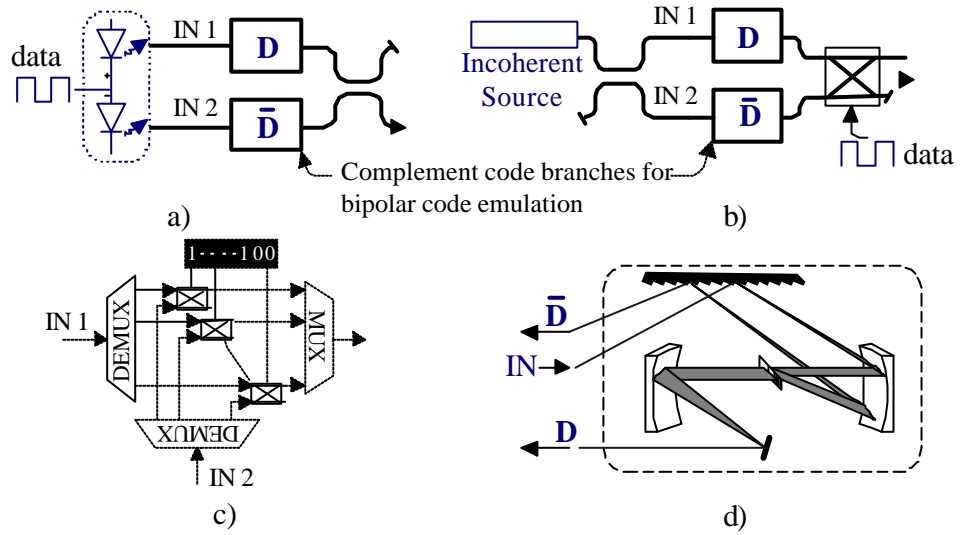 a)
data
IN 1
D
IN 2
D̄
b)
Incoherent
Source
IN 1
D
IN 2
D̄
data
Complement code branches for
bipolar code emulation
a)
b)
1----100
IN 1
DEMUX
MUX
DEMUX
IN 2
c)
D̄
IN
D
d)